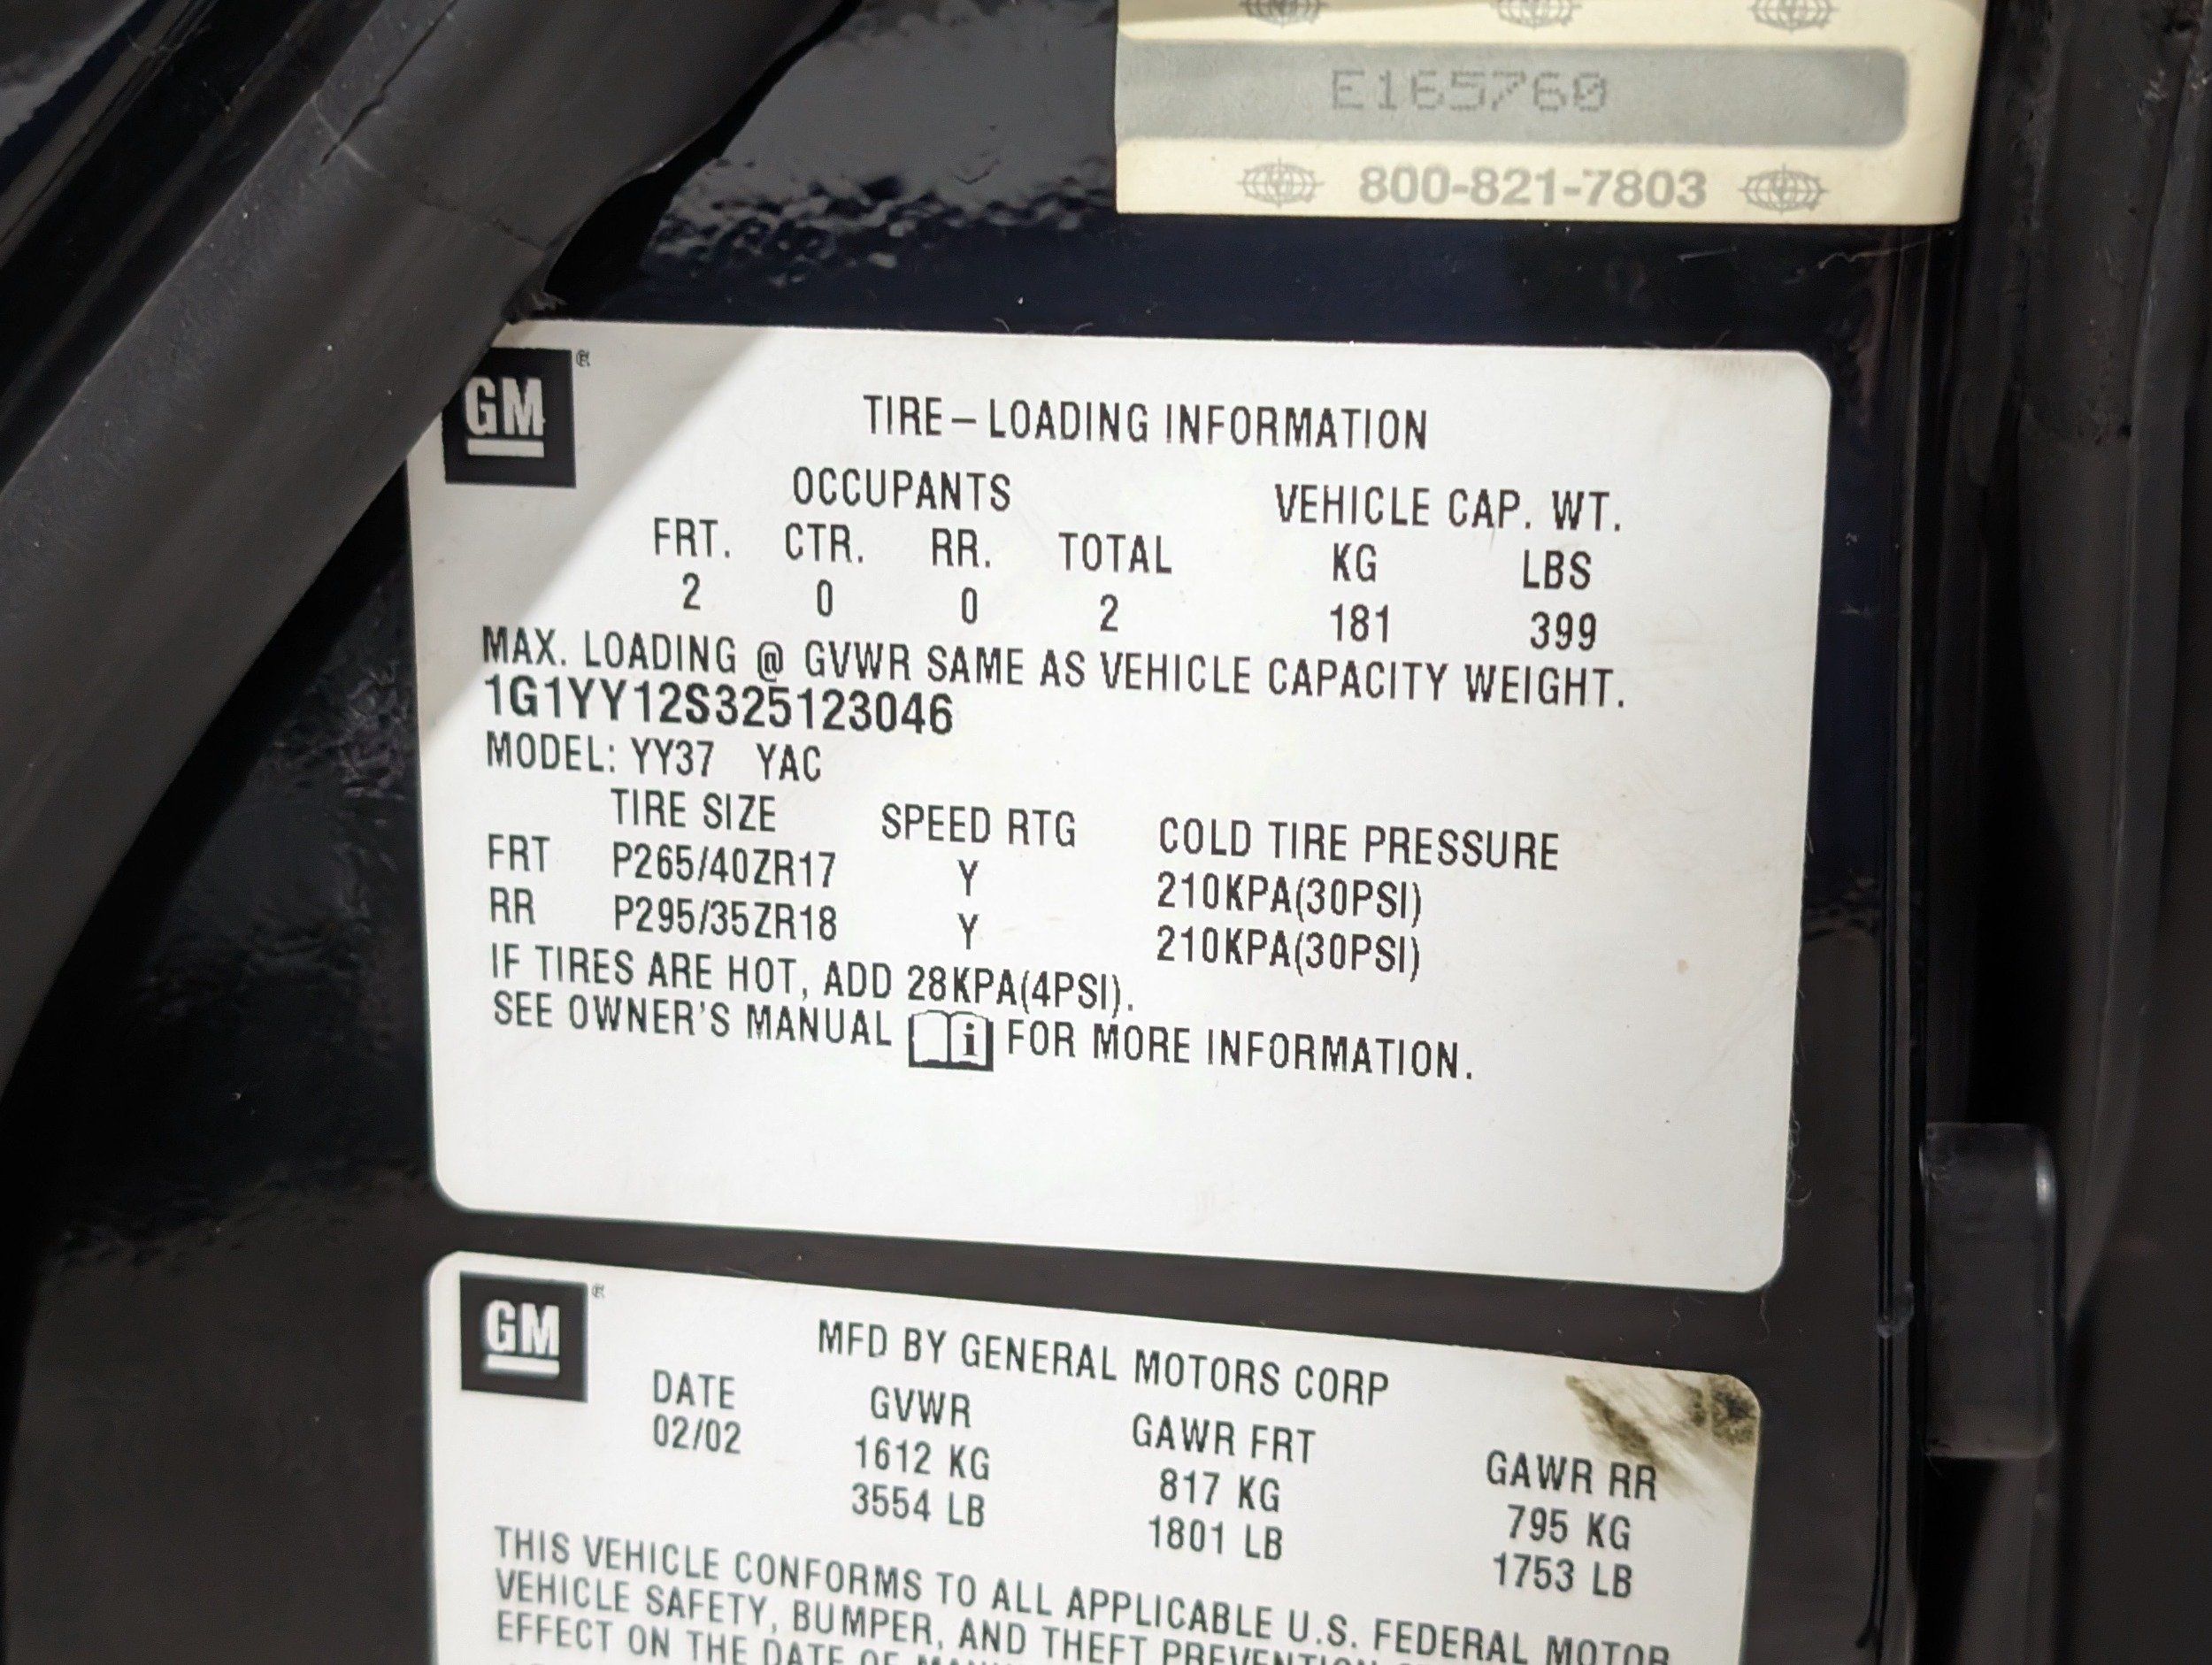 E165760
800-821-7803
GM
TIRE – LOADING INFORMATION
OCCUPANTS VEHICLE CAP. WT.
FRT. CTR. RR. TOTAL KG LBS
2 0 0 2 181 399
MAX. LOADING @ GVWR SAME AS VEHICLE CAPACITY WEIGHT.
1G1YY12S325123046
MODEL: YY37 YAC
TIRE SIZE SPEED RTG COLD TIRE PRESSURE
FRT P265/40ZR17 Y 210KPA(30PSI)
RR P295/35ZR18 Y 210KPA(30PSI)
IF TIRES ARE HOT, ADD 28KPA(4PSI).
SEE OWNER'S MANUAL i FOR MORE INFORMATION.
GM
MFD BY GENERAL MOTORS CORP
DATE GVWR GAWR FRT GAWR RR
02/02 1612 KG 817 KG 795 KG
3554 LB 1801 LB 1753 LB
THIS VEHICLE CONFORMS TO ALL APPLICABLE U.S. FEDERAL MOTOR
VEHICLE SAFETY, BUMPER, AND THEFT PREVENTION
EFFECT ON THE DATE OF